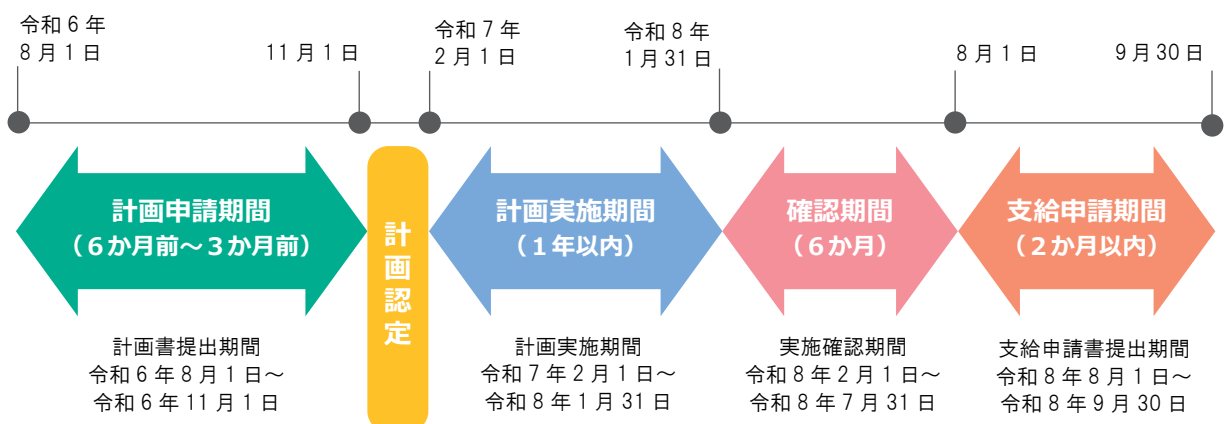 令和6年
8月1日
11月1日
令和7年
2月1日
令和8年
1月31日
8月1日
9月30日
計画申請期間
（6か月前～3か月前）
計画認定
計画実施期間
（1年以内）
確認期間
（6か月）
支給申請期間
（2か月以内）
計画書提出期間
令和6年8月1日～
令和6年11月1日
計画実施期間
令和7年2月1日～
令和8年1月31日
実施確認期間
令和8年2月1日～
令和8年7月31日
支給申請書提出期間
令和8年8月1日～
令和8年9月30日